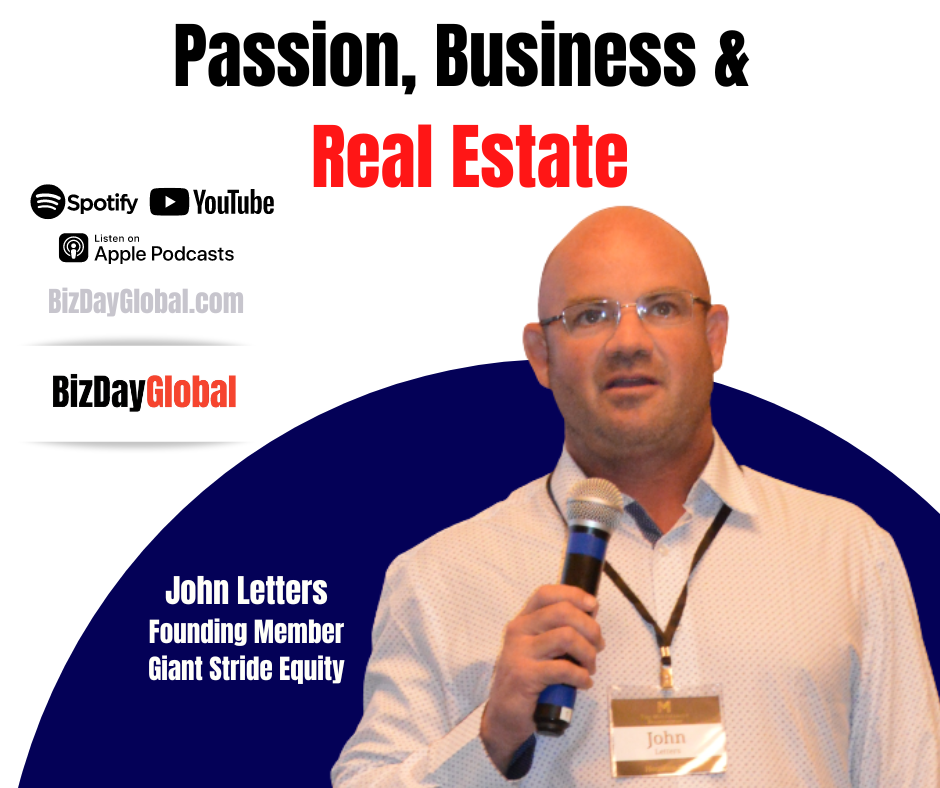 Passion, Business &
Real Estate
Spotify YouTube
Listen on
Apple Podcasts
BizDayGlobal.com
BizDayGlobal
John Letters
Founding Member
Giant Stride Equity
M
John
Letters